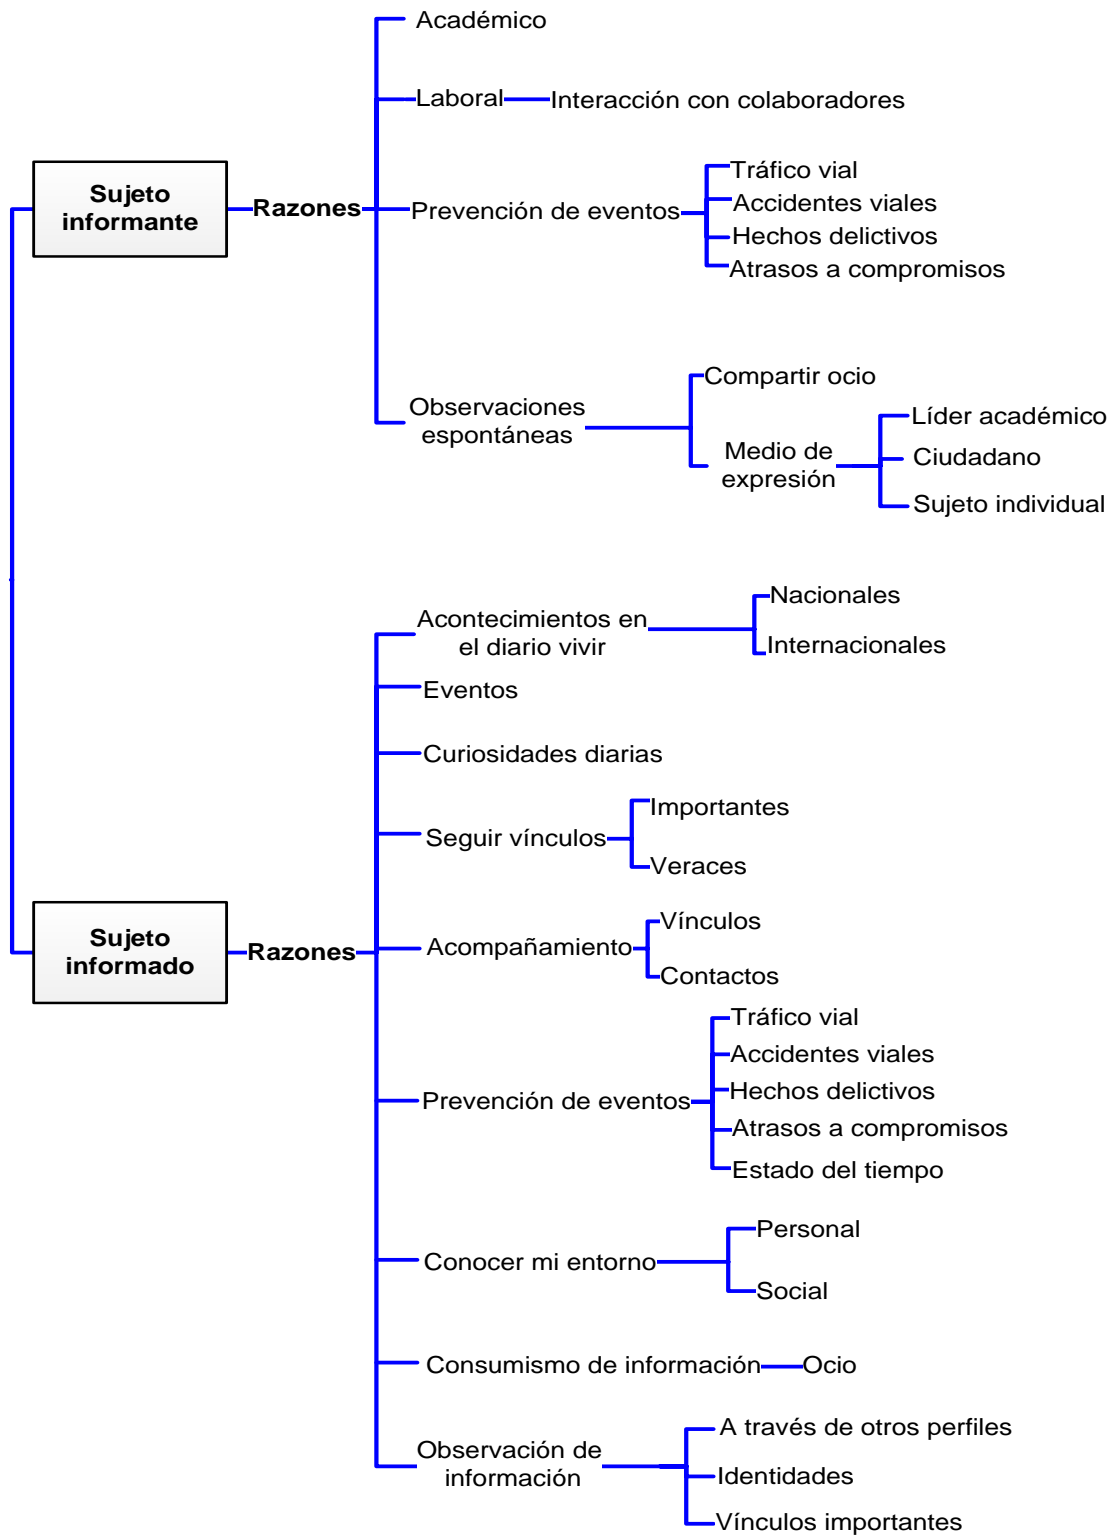 Académico
Laboral
Interacción con colaboradores
Sujeto
informante
Razones
Prevención de eventos
Tráfico vial
Accidentes viales
Hechos delictivos
Atrasos a compromisos
Observaciones
espontáneas
Compartir ocio
Medio de
expresión
Líder académico
Ciudadano
Sujeto individual
Acontecimientos en
el diario vivir
Nacionales
Internacionales
Eventos
Curiosidades diarias
Seguir vínculos
Importantes
Veraces
Sujeto
informado
Razones
Acompañamiento
Vínculos
Contactos
Prevención de eventos
Tráfico vial
Accidentes viales
Hechos delictivos
Atrasos a compromisos
Estado del tiempo
Conocer mi entorno
Personal
Social
Consumismo de información
Ocio
Observación de
información
A través de otros perfiles
Identidades
Vínculos importantes